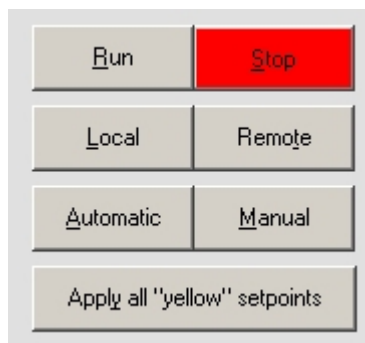 Run Stop
Local Remote
Automatic Manual
Apply all "yellow" setpoints